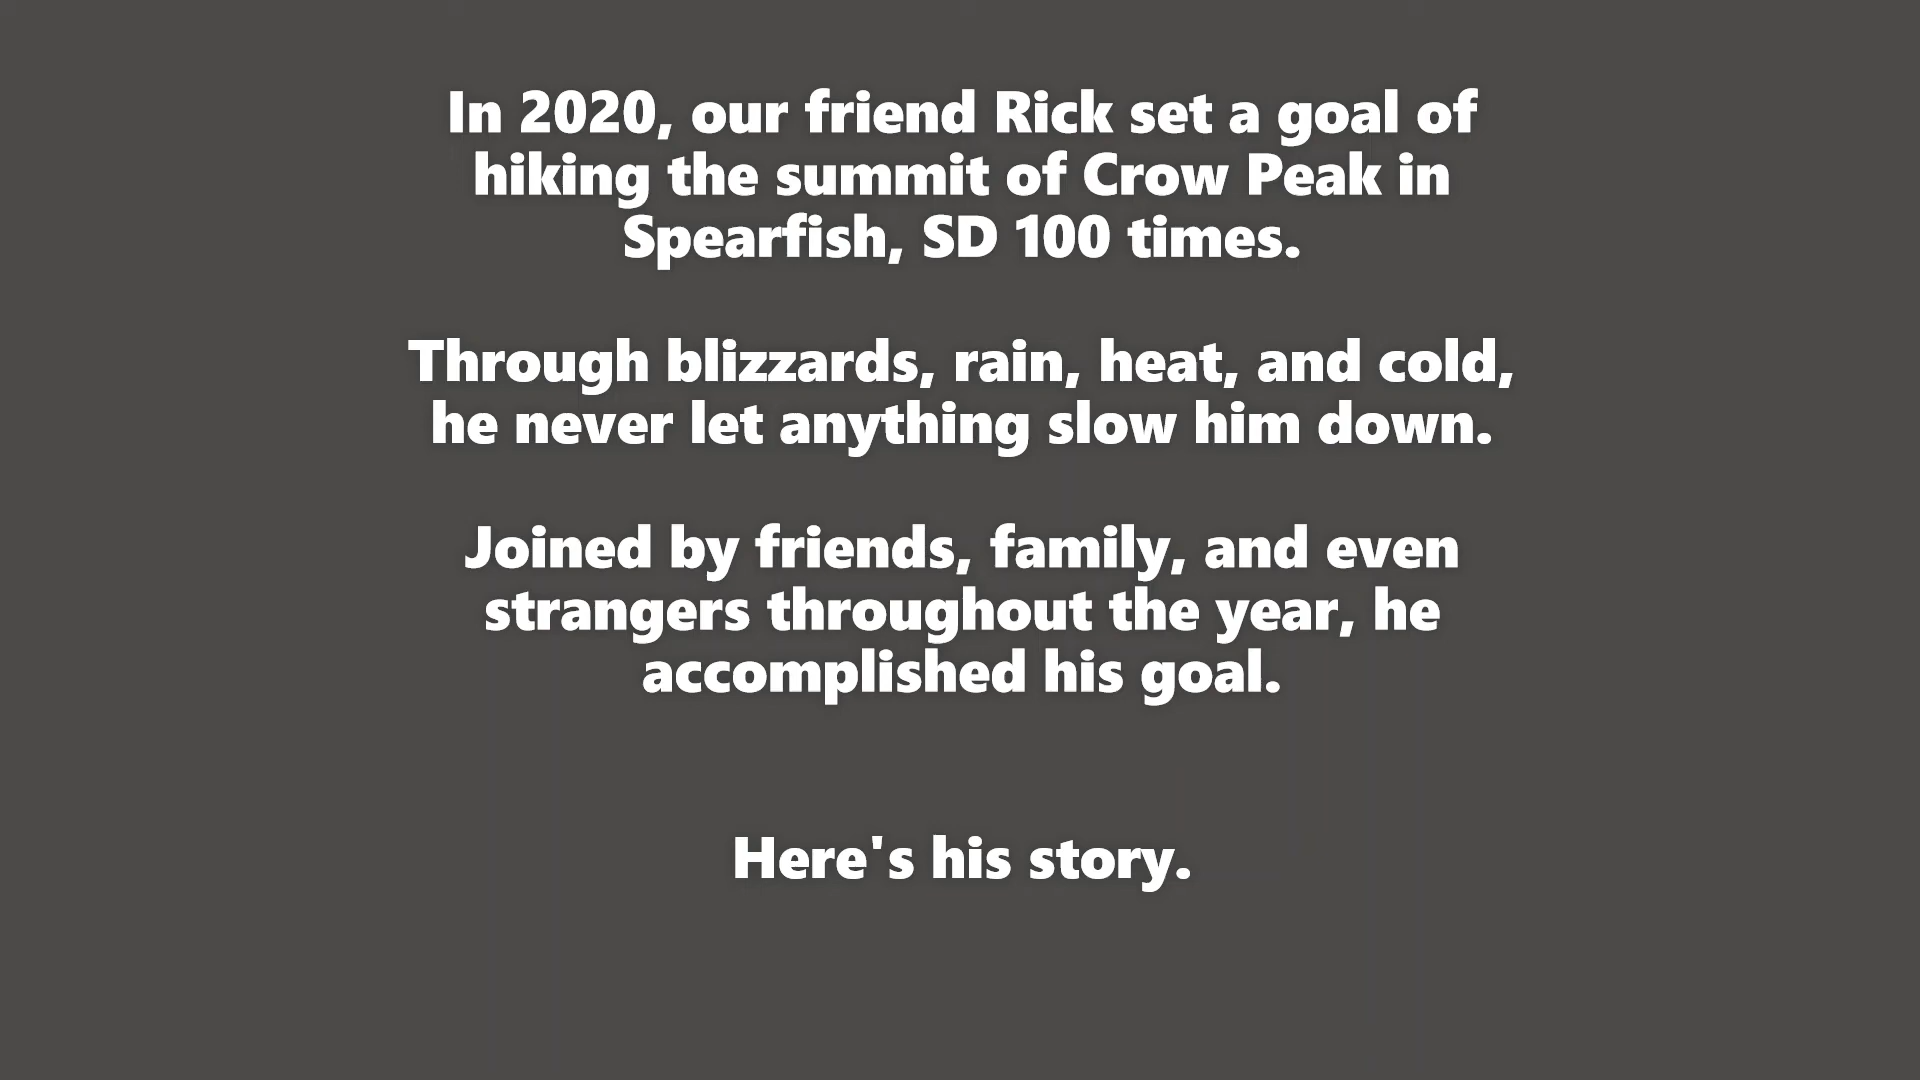 In 2020, our friend Rick set a goal of
hiking the summit of Crow Peak in
Spearfish, SD 100 times.
Through blizzards, rain, heat, and cold,
he never let anything slow him down.
Joined by friends, family, and even
strangers throughout the year, he
accomplished his goal.
Here's his story.